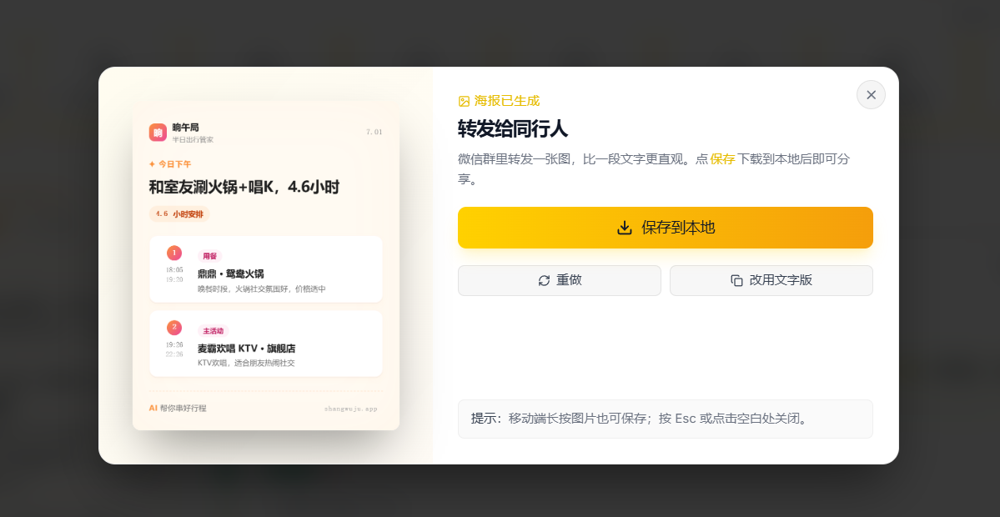 晌午局
半日出行管家
7.01
今日下午
和室友涮火锅+唱K，4.6小时
4.6 小时安排
1
用餐
18:05
19:20
鼎鼎·鸳鸯火锅
晚餐时段，火锅社交氛围好，价格适中
2
主活动
19:26
22:26
麦霸欢唱 KTV·旗舰店
KTV欢唱，适合朋友热闹社交
AI 帮你串好行程
shangwuju.app
海报已生成
转发给同行人
微信群里转发一张图，比一段文字更直观。点 保存 下载到本地后即可分
享。
保存到本地
重做
改用文字版
提示：移动端长按图片也可保存；按 Esc 或点击空白处关闭。